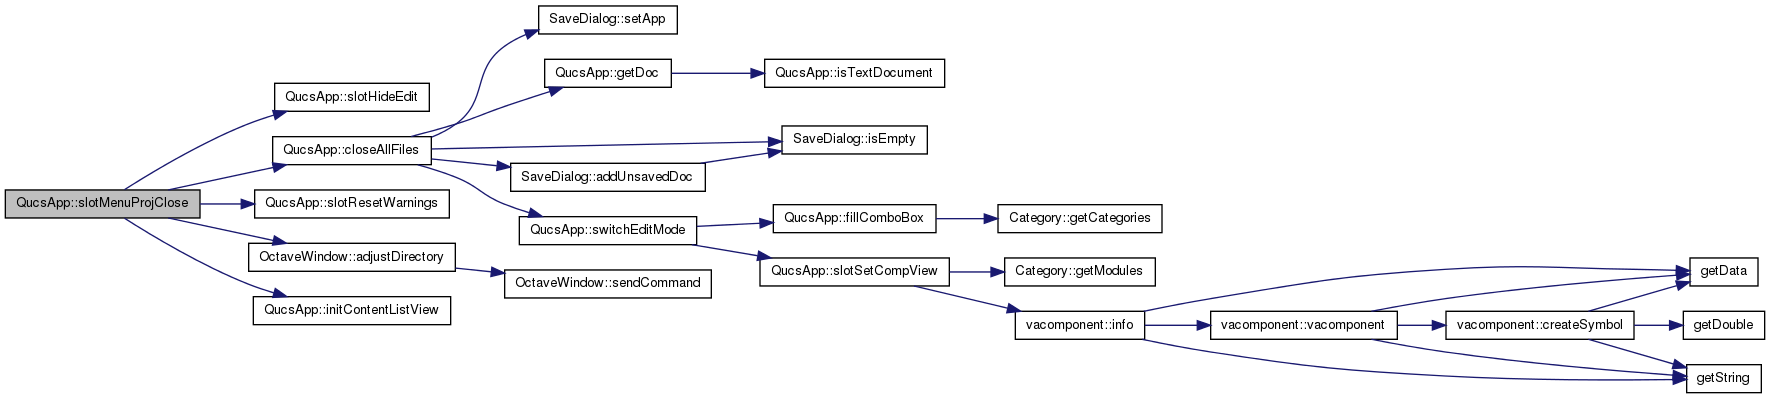 SaveDialog::setApp
QucsApp::getDoc
QucsApp::isTextDocument
QucsApp::slotHideEdit
SaveDialog::isEmpty
QucsApp::closeAllFiles
SaveDialog::addUnsavedDoc
QucsApp::slotMenuProjClose
QucsApp::slotResetWarnings
QucsApp::fillComboBox
Category::getCategories
QucsApp::switchEditMode
OctaveWindow::adjustDirectory
QucsApp::slotSetCompView
Category::getModules
getData
OctaveWindow::sendCommand
QucsApp::initContentListView
vacomponent::info
vacomponent::vacomponent
vacomponent::createSymbol
getDouble
getString